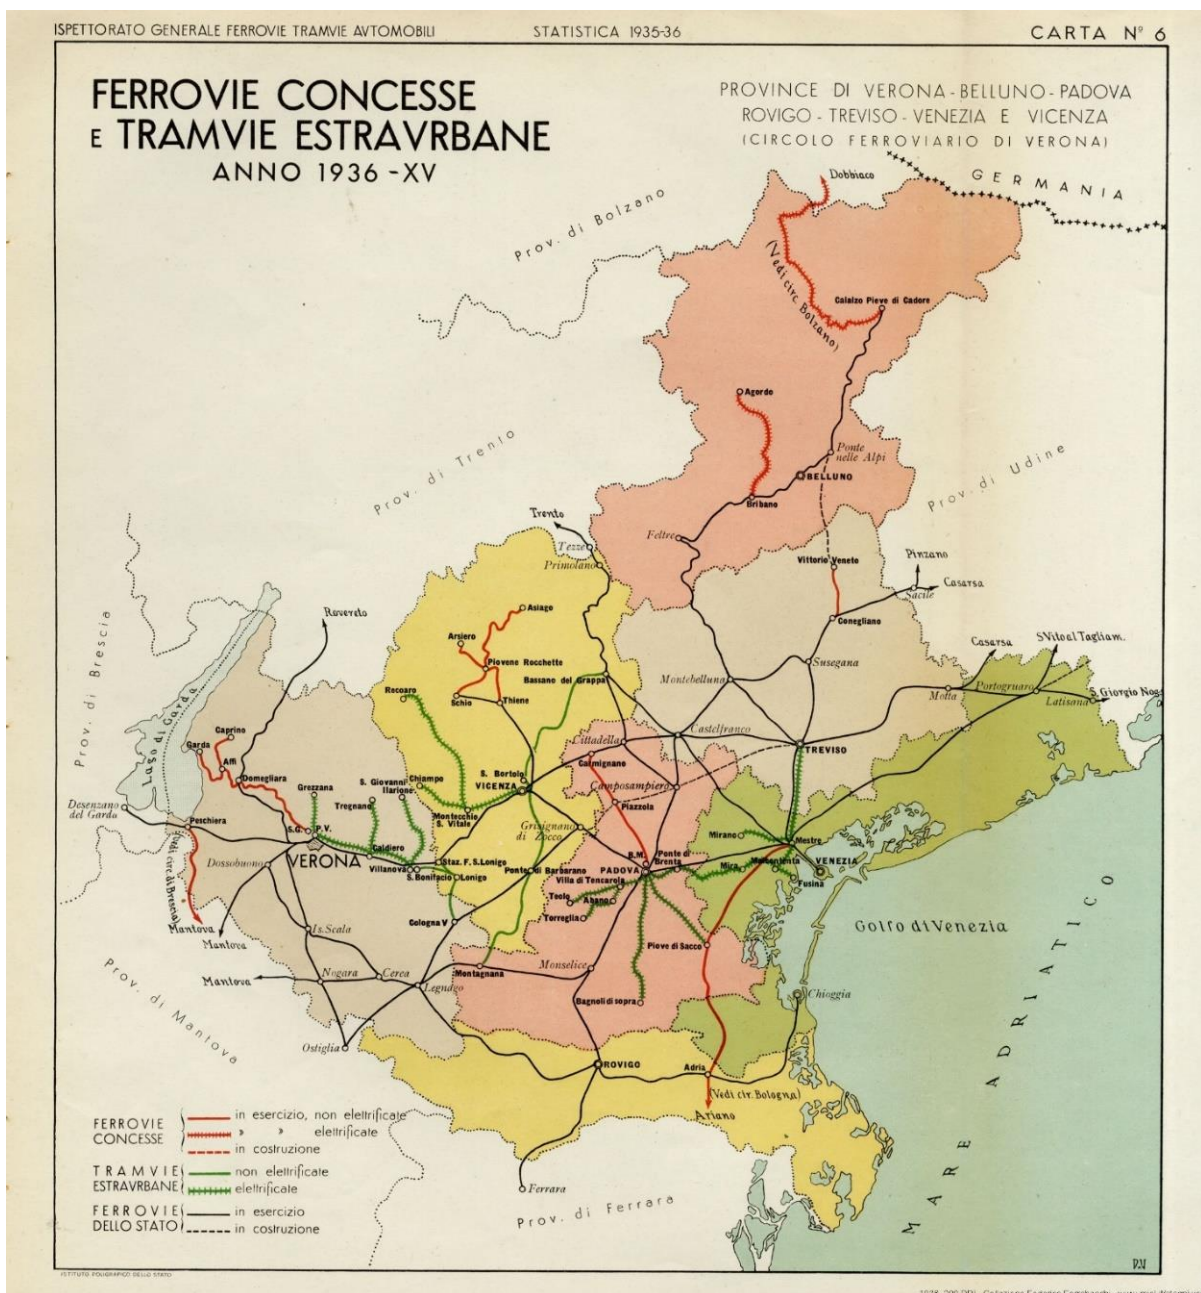 ISPETTORATO GENERALE FERROVIE TRAMVIE AVTOMOBILI
STATISTICA 1935-36
CARTA Nº 6
FERROVIE CONCESSE
E TRAMVIE ESTRAVRBANE
ANNO 1936-XV
PROVINCE DI VERONA-BELLUNO-PADOVA
ROVIGO-TREVISO-VENEZIA E VICENZA
(CIRCOLO FERROVIARIO DI VERONA)
Dobbiaco
GERMANIA
Prov. di Bolzano
(Vedi circ. Bolzano)
Calalzo Pieve di Cadore
Agordo
Prov. di Trento
Ponte
nelle Alpi
BELLUNO
Prov. di Udine
Bribano
Trento
Feltre
Tezze
Primolano
Vittorio Veneto
Pinzano
Casarsa
Sacile
Rovereto
Asiago
Conegliano
Prov. di Brescia
Arsiero
Casarsa
S Vito al Tagliam.
Piovene Rocchette
Susegana
Bassano del Grappa
Montebelluna
Lago di Garda
Recoaro
Schio
Thiene
Motta
Portogruaro
S. Giorgio Nog.
Latisana
Caprino
Garda
Affi
Castelfranco
Cittadella
TREVISO
Carmignano
Domegliara
Grezzana
S. Giovanni
Ilarione
Chiampo
S. Bortolo
VICENZA
Camposampiero
Tregnano
Desenzano
del Garda
Montecchio
S. Vitale
Piazzola
Peschiera
S.G.
P.V.
Grisignano
di Zocco
Mirano
Mestre
VERONA
Caldiero
Dossobuono
Staz. F. S. Lonigo
B.M.
Ponte di
Brenta
PADOVA
Mira
Malcontenta
VENEZIA
Villanova
S. Bonifacio
Lonigo
Ponte di Barbarano
Villa di Tencarola
Fusina
(Vedi circ. di Brescia)
Teolo
Abano
Torreglia
Mantova
Mantova
Cologna V
Is. Scala
Golfo di Venezia
Piove di Sacco
Mantova
Nogara
Cerea
Legnago
Montagnana
Monselice
Bagnoli di sopra
Chioggia
Prov. di Mantova
Ostiglia
ROVIGO
Adria
(Vedi cir. Bologna)
Ariano
MARE ADRIATICO
FERROVIE
CONCESSE
in esercizio, non elettrificate
» » elettrificate
in costruzione
TRAMVIE
ESTRAVRBANE
non elettrificate
elettrificate
FERROVIE
DELLO STATO
in esercizio
in costruzione
Ferrara
Prov. di Ferrara
D.V
ISTITUTO POLIGRAFICO DELLO STATO